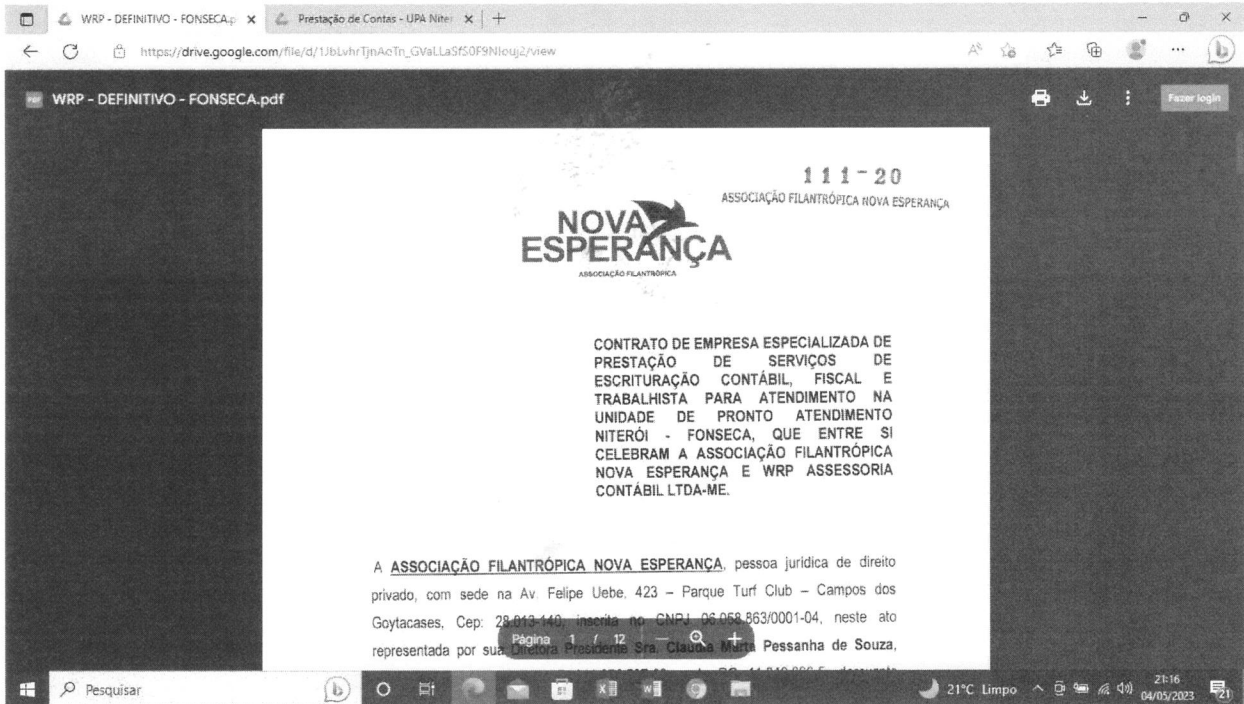 WRP - DEFINITIVO - FONSECA.p
Prestação de Contas - UPA Niter
https://drive.google.com/file/d/
/view
WRP - DEFINITIVO - FONSECA.pdf
Fazer login
111-20
ASSOCIAÇÃO FILANTRÓPICA NOVA ESPERANÇA
NOVA
ESPERANÇA
ASSOCIAÇÃO FILANTRÓPICA
CONTRATO DE EMPRESA ESPECIALIZADA DE
PRESTAÇÃO DE SERVIÇOS DE
ESCRITURAÇÃO CONTÁBIL, FISCAL E
TRABALHISTA PARA ATENDIMENTO NA
UNIDADE DE PRONTO ATENDIMENTO
NITERÓI - FONSECA, QUE ENTRE SI
CELEBRAM A ASSOCIAÇÃO FILANTRÓPICA
NOVA ESPERANÇA E WRP ASSESSORIA
CONTÁBIL LTDA-ME.
A ASSOCIAÇÃO FILANTRÓPICA NOVA ESPERANÇA, pessoa jurídica de direito
privado, com sede na Av. Felipe Uebe, 423 – Parque Turf Club – Campos dos
Goytacases, Cep: 28.013-140, inscrita no CNPJ 06.058.863/0001-04, neste ato
representada por sua Diretora Presidente Sra. Claudia Marta Pessanha de Souza,
Página 1 / 12
Pesquisar
21°C Limpo
21:16
04/05/2023
21